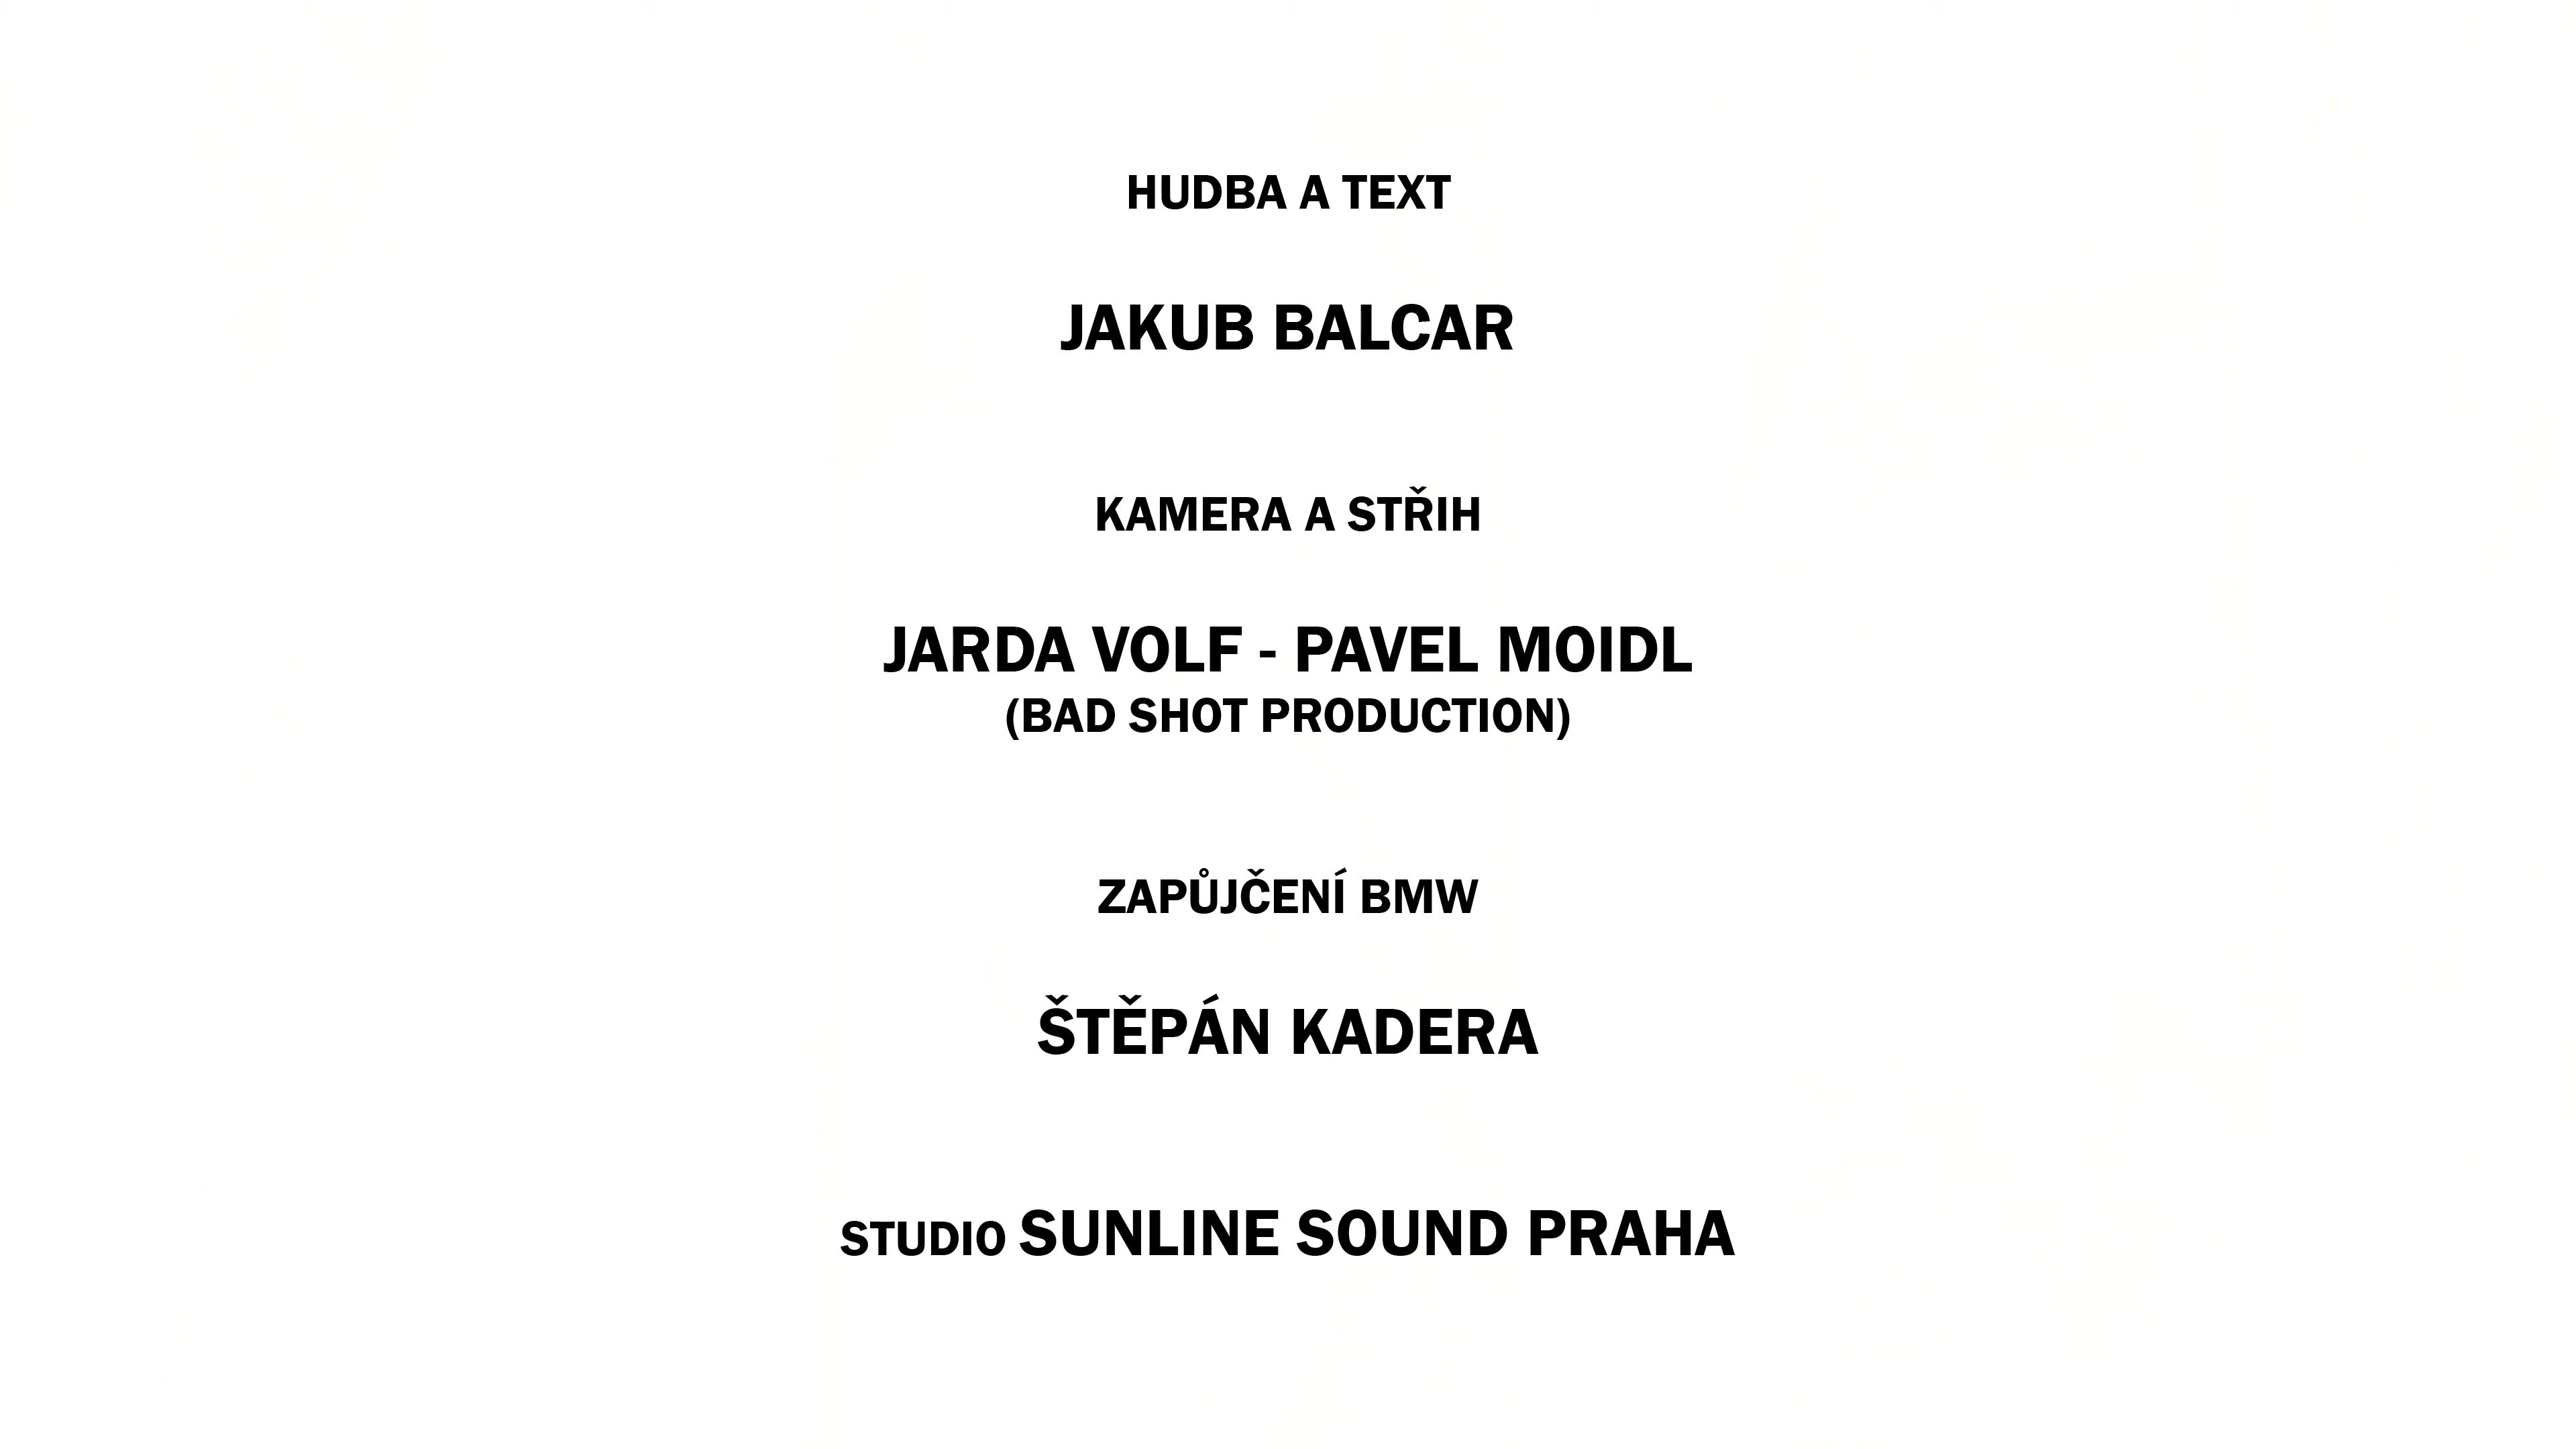 HUDBA A TEXT
JAKUB BALCAR
KAMERA A STŘIH
JARDA VOLF - PAVEL MOIDL
(BAD SHOT PRODUCTION)
ZAPŮJČENÍ BMW
ŠTĚPÁN KADERA
STUDIO SUNLINE SOUND PRAHA